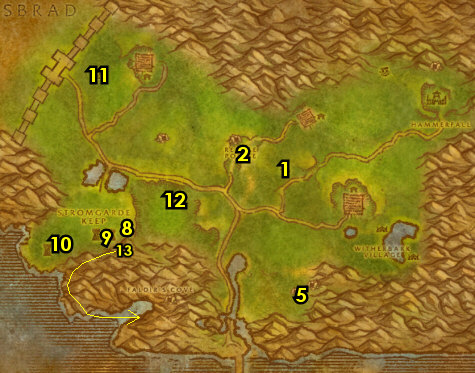 SBRAD
11
HAMMERFALL
2
1
12
STROMGARDE
KEEP
8
9
10
13
WITHERBARK
VILLAGE
FALDIR'S COVE
5